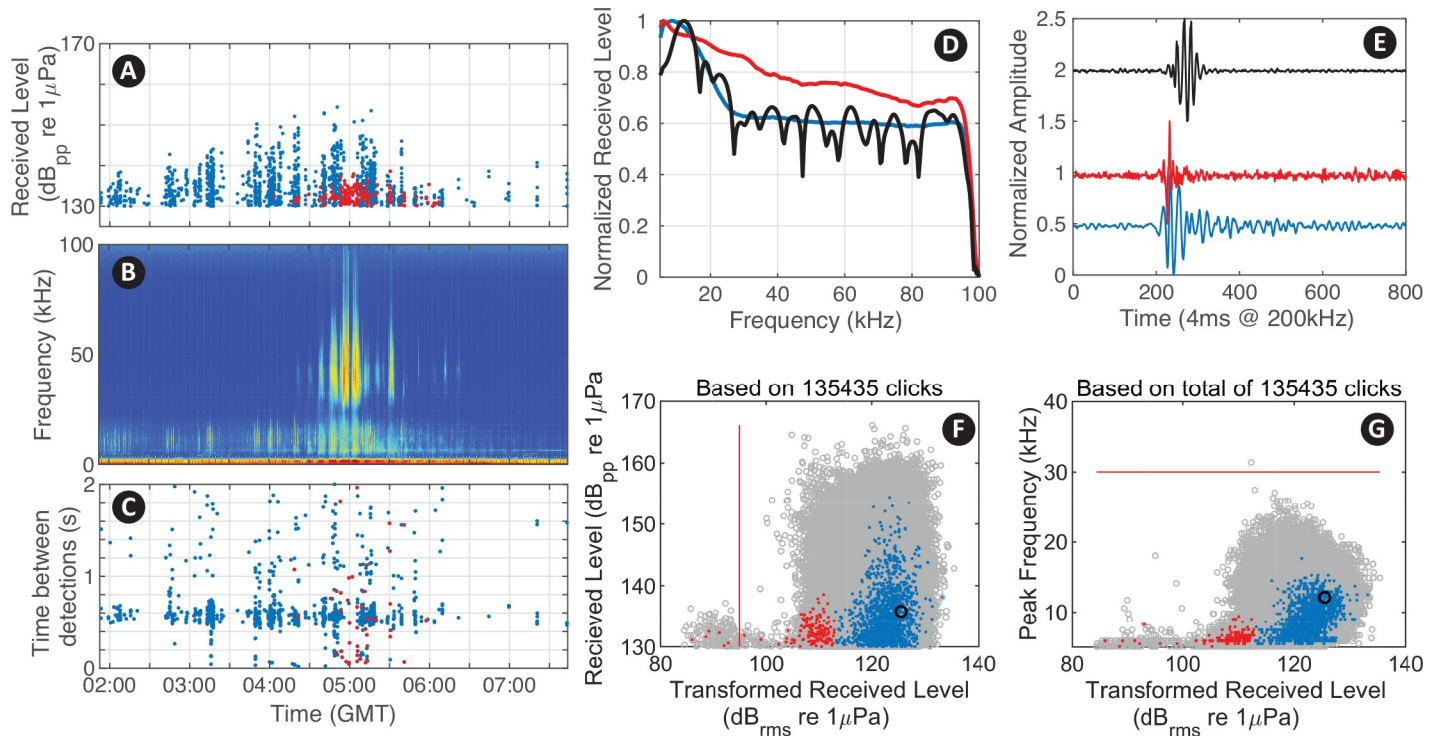 A
170
130
Received Level
(dBpp re 1μPa)
B
100
50
0
Frequency (kHz)
C
2
1
0
Time between
detections (s)
02:00 03:00 04:00 05:00 06:00 07:00
Time (GMT)
D
1
0.8
0.6
0.4
0.2
0
Normalized Received Level
20 40 60 80 100
Frequency (kHz)
E
2.5
2
1.5
1
0.5
0
Normalized Amplitude
0 200 400 600 800
Time (4ms @ 200kHz)
Based on 135435 clicks
F
170
160
150
140
130
Recieved Level (dBpp re 1μPa
80 100 120 140
Transformed Received Level
(dBrms re 1μPa)
Based on total of 135435 clicks
G
40
30
20
10
Peak Frequency (kHz)
80 100 120 140
Transformed Received Level
(dBrms re 1μPa)